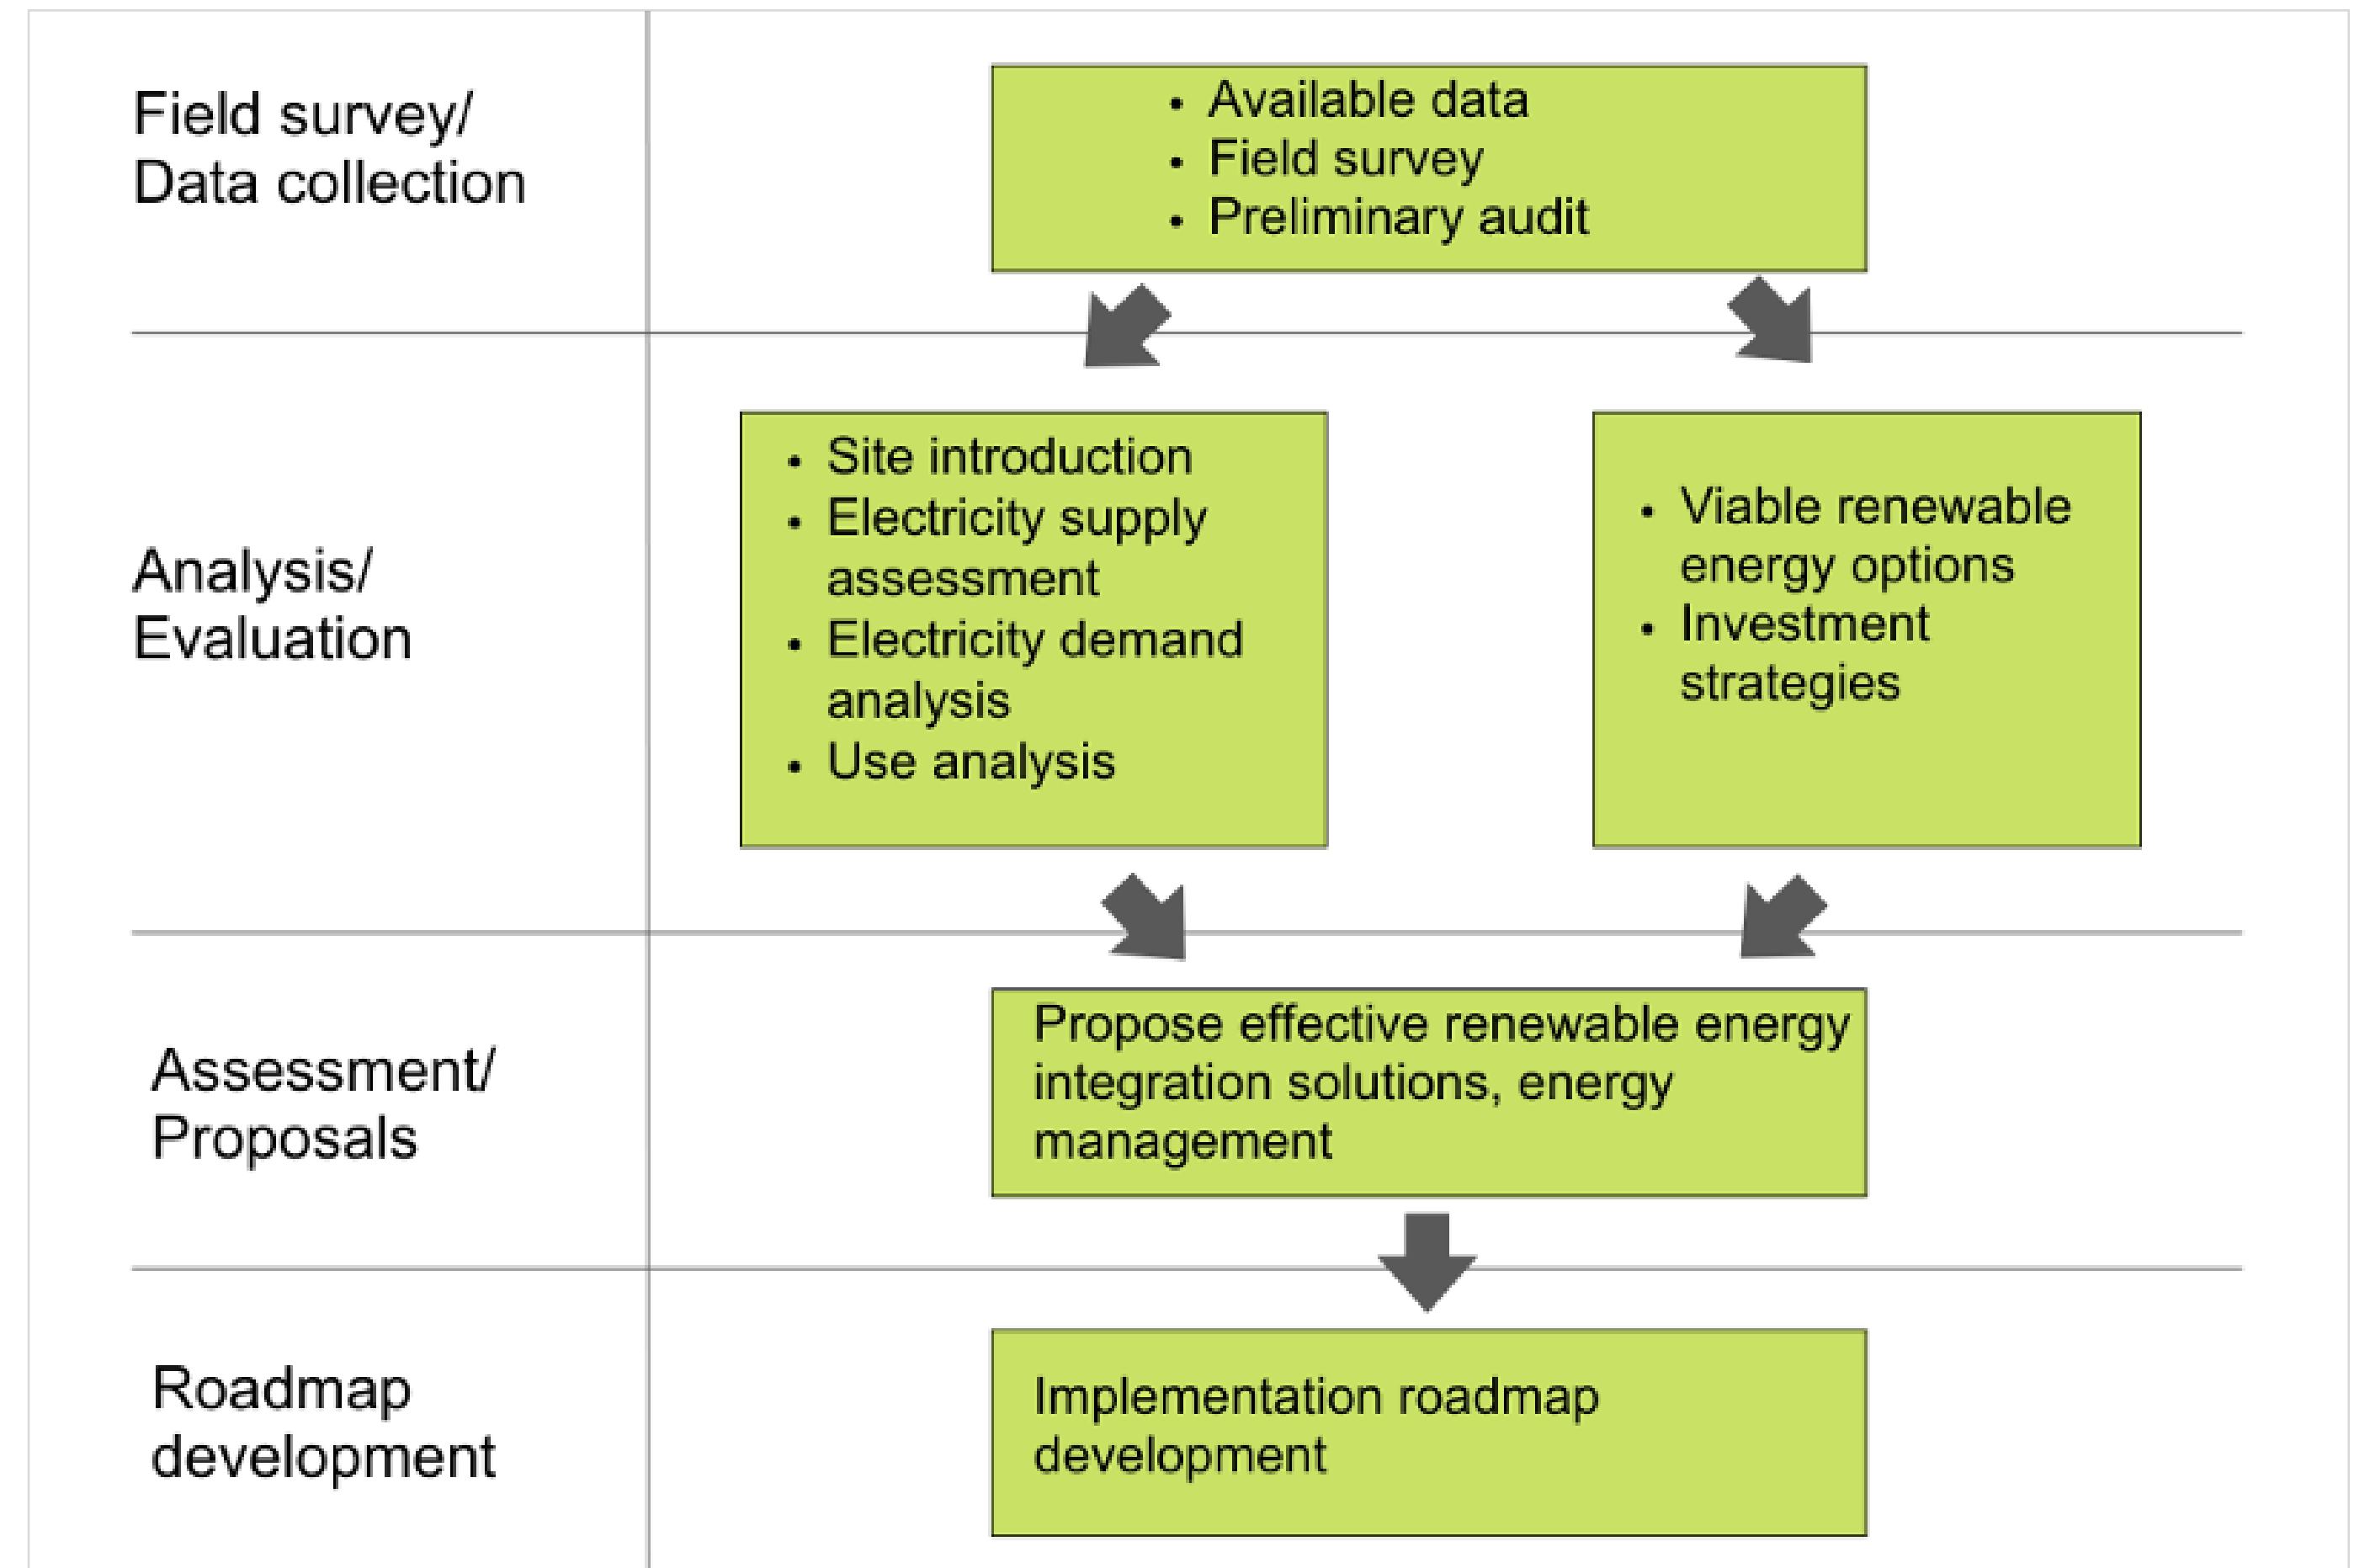 Field survey/
Data collection
• Available data
• Field survey
• Preliminary audit
Analysis/
Evaluation
• Site introduction
• Electricity supply
assessment
• Electricity demand
analysis
• Use analysis
• Viable renewable
energy options
• Investment
strategies
Assessment/
Proposals
Propose effective renewable energy
integration solutions, energy
management
Roadmap
development
Implementation roadmap
development